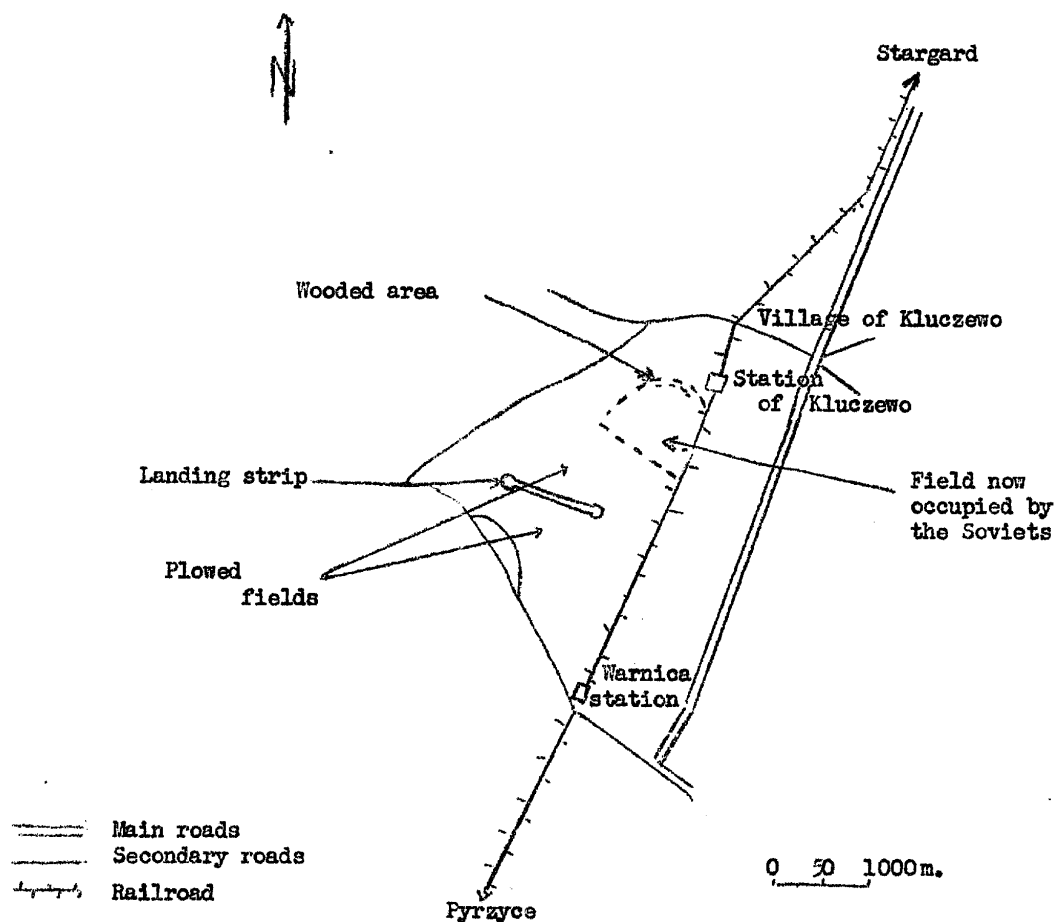 N
Stargard
Wooded area
Village of Kluczewo
Station
of Kluczewo
Landing strip
Field now
occupied by
the Soviets
Plowed
fields
Warnica
station
Main roads
Secondary roads
Railroad
0 50 1000 m.
Pyrzyce